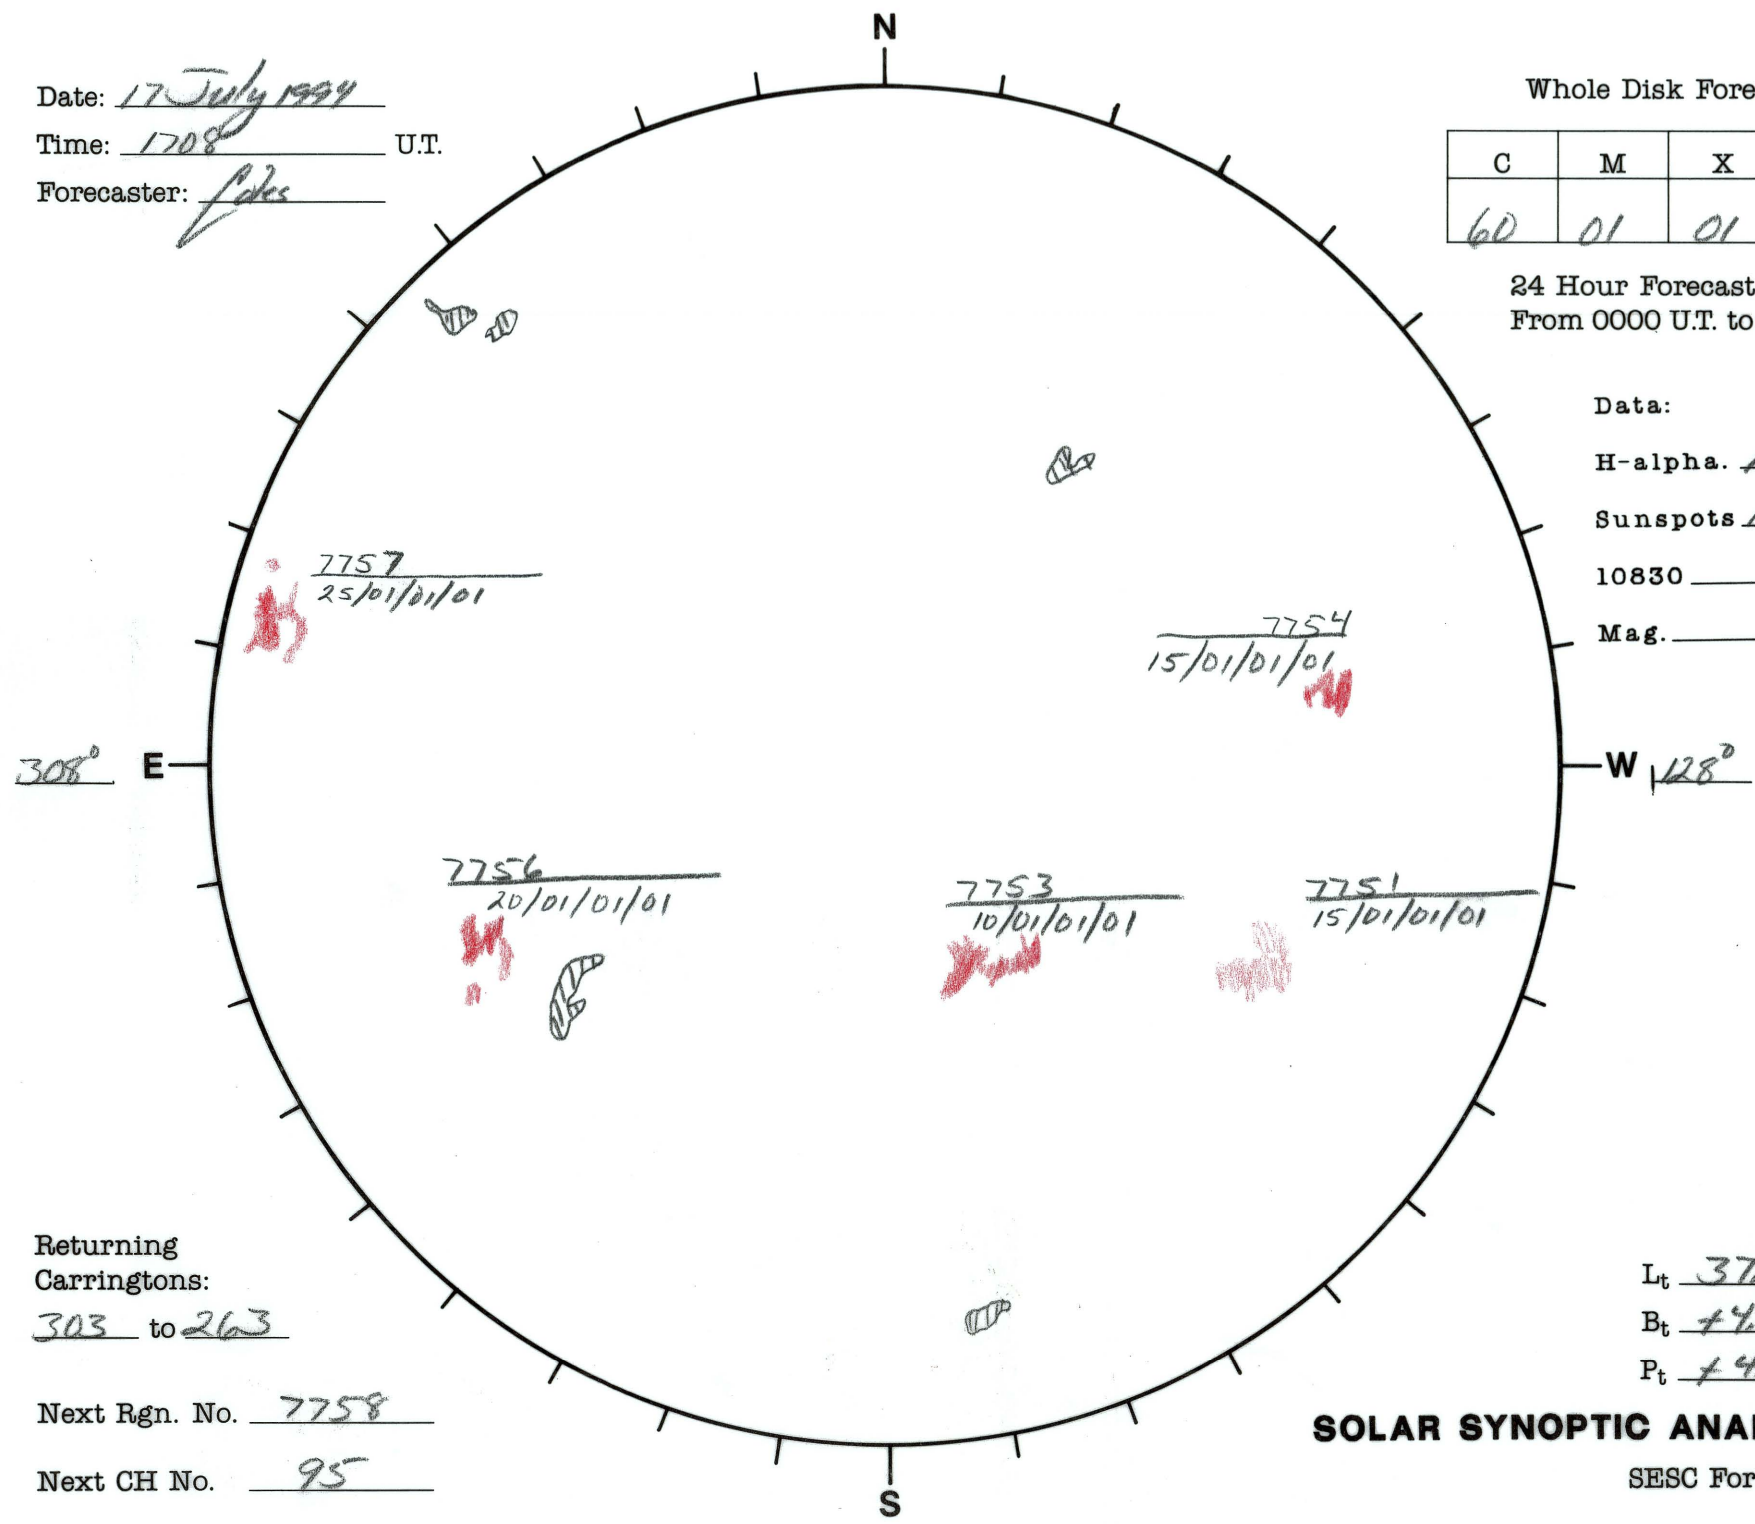 N
Date: 17 July 1994
Time: 1708 U.T.
Forecaster:
Whole Disk Fore
C M X
60 01 01
24 Hour Forecast
From 0000 U.T. to
Data:
H-alpha.
Sunspots
10830
Mag.
7757
25/01/01/01
7754
15/01/01/01
308° E
W 128°
7756
20/01/01/01
7753
10/01/01/01
7751
15/01/01/01
Returning
Carringtons:
303 to 263
Next Rgn. No. 7758
Next CH No. 95
Lt 37
Bt +4.
Pt +4
SOLAR SYNOPTIC ANA
SESC For
S